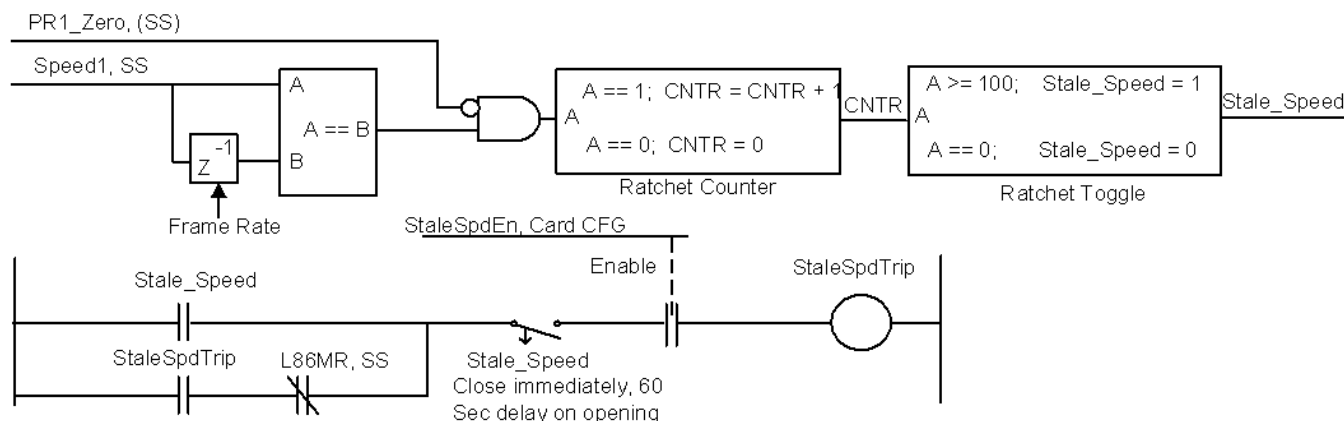 PR1_Zero, (SS)
Speed1, SS
A
A == B
B
Z -1
Frame Rate
A == 1; CNTR = CNTR + 1
A
A == 0; CNTR = 0
Ratchet Counter
CNTR
A >= 100; Stale_Speed = 1
A
A == 0; Stale_Speed = 0
Ratchet Toggle
Stale_Speed
StaleSpdEn, Card CFG
Enable
StaleSpdTrip
Stale_Speed
StaleSpdTrip
L86MR, SS
Stale_Speed
Close immediately, 60
Sec delay on opening